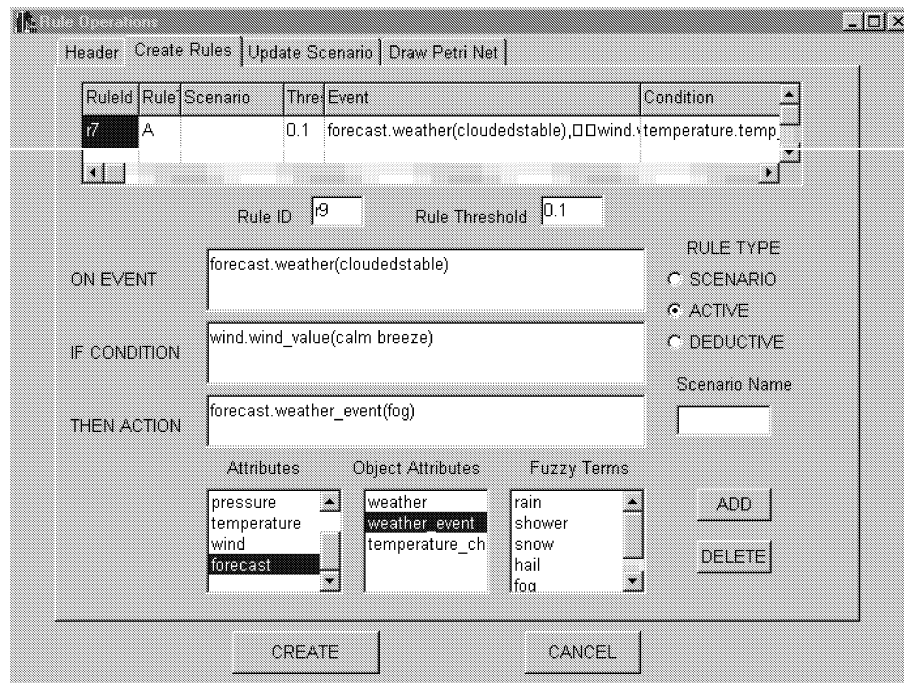 Rule Operations
Header Create Rules Update Scenario Draw Petri Net
RuleId Rule Scenario Thre Event Condition
r7 A 0.1 forecast.weather(cloudedstable),□□wind.v temperature.temp_
Rule ID r9 Rule Threshold 0.1
RULE TYPE
ON EVENT forecast.weather(cloudedstable) SCENARIO
ACTIVE
IF CONDITION wind.wind_value(calm breeze) DEDUCTIVE
Scenario Name
THEN ACTION forecast.weather_event(fog)
Attributes Object Attributes Fuzzy Terms
pressure weather rain ADD
temperature weather_event shower
wind temperature_ch snow
forecast hail DELETE
fog
CREATE CANCEL